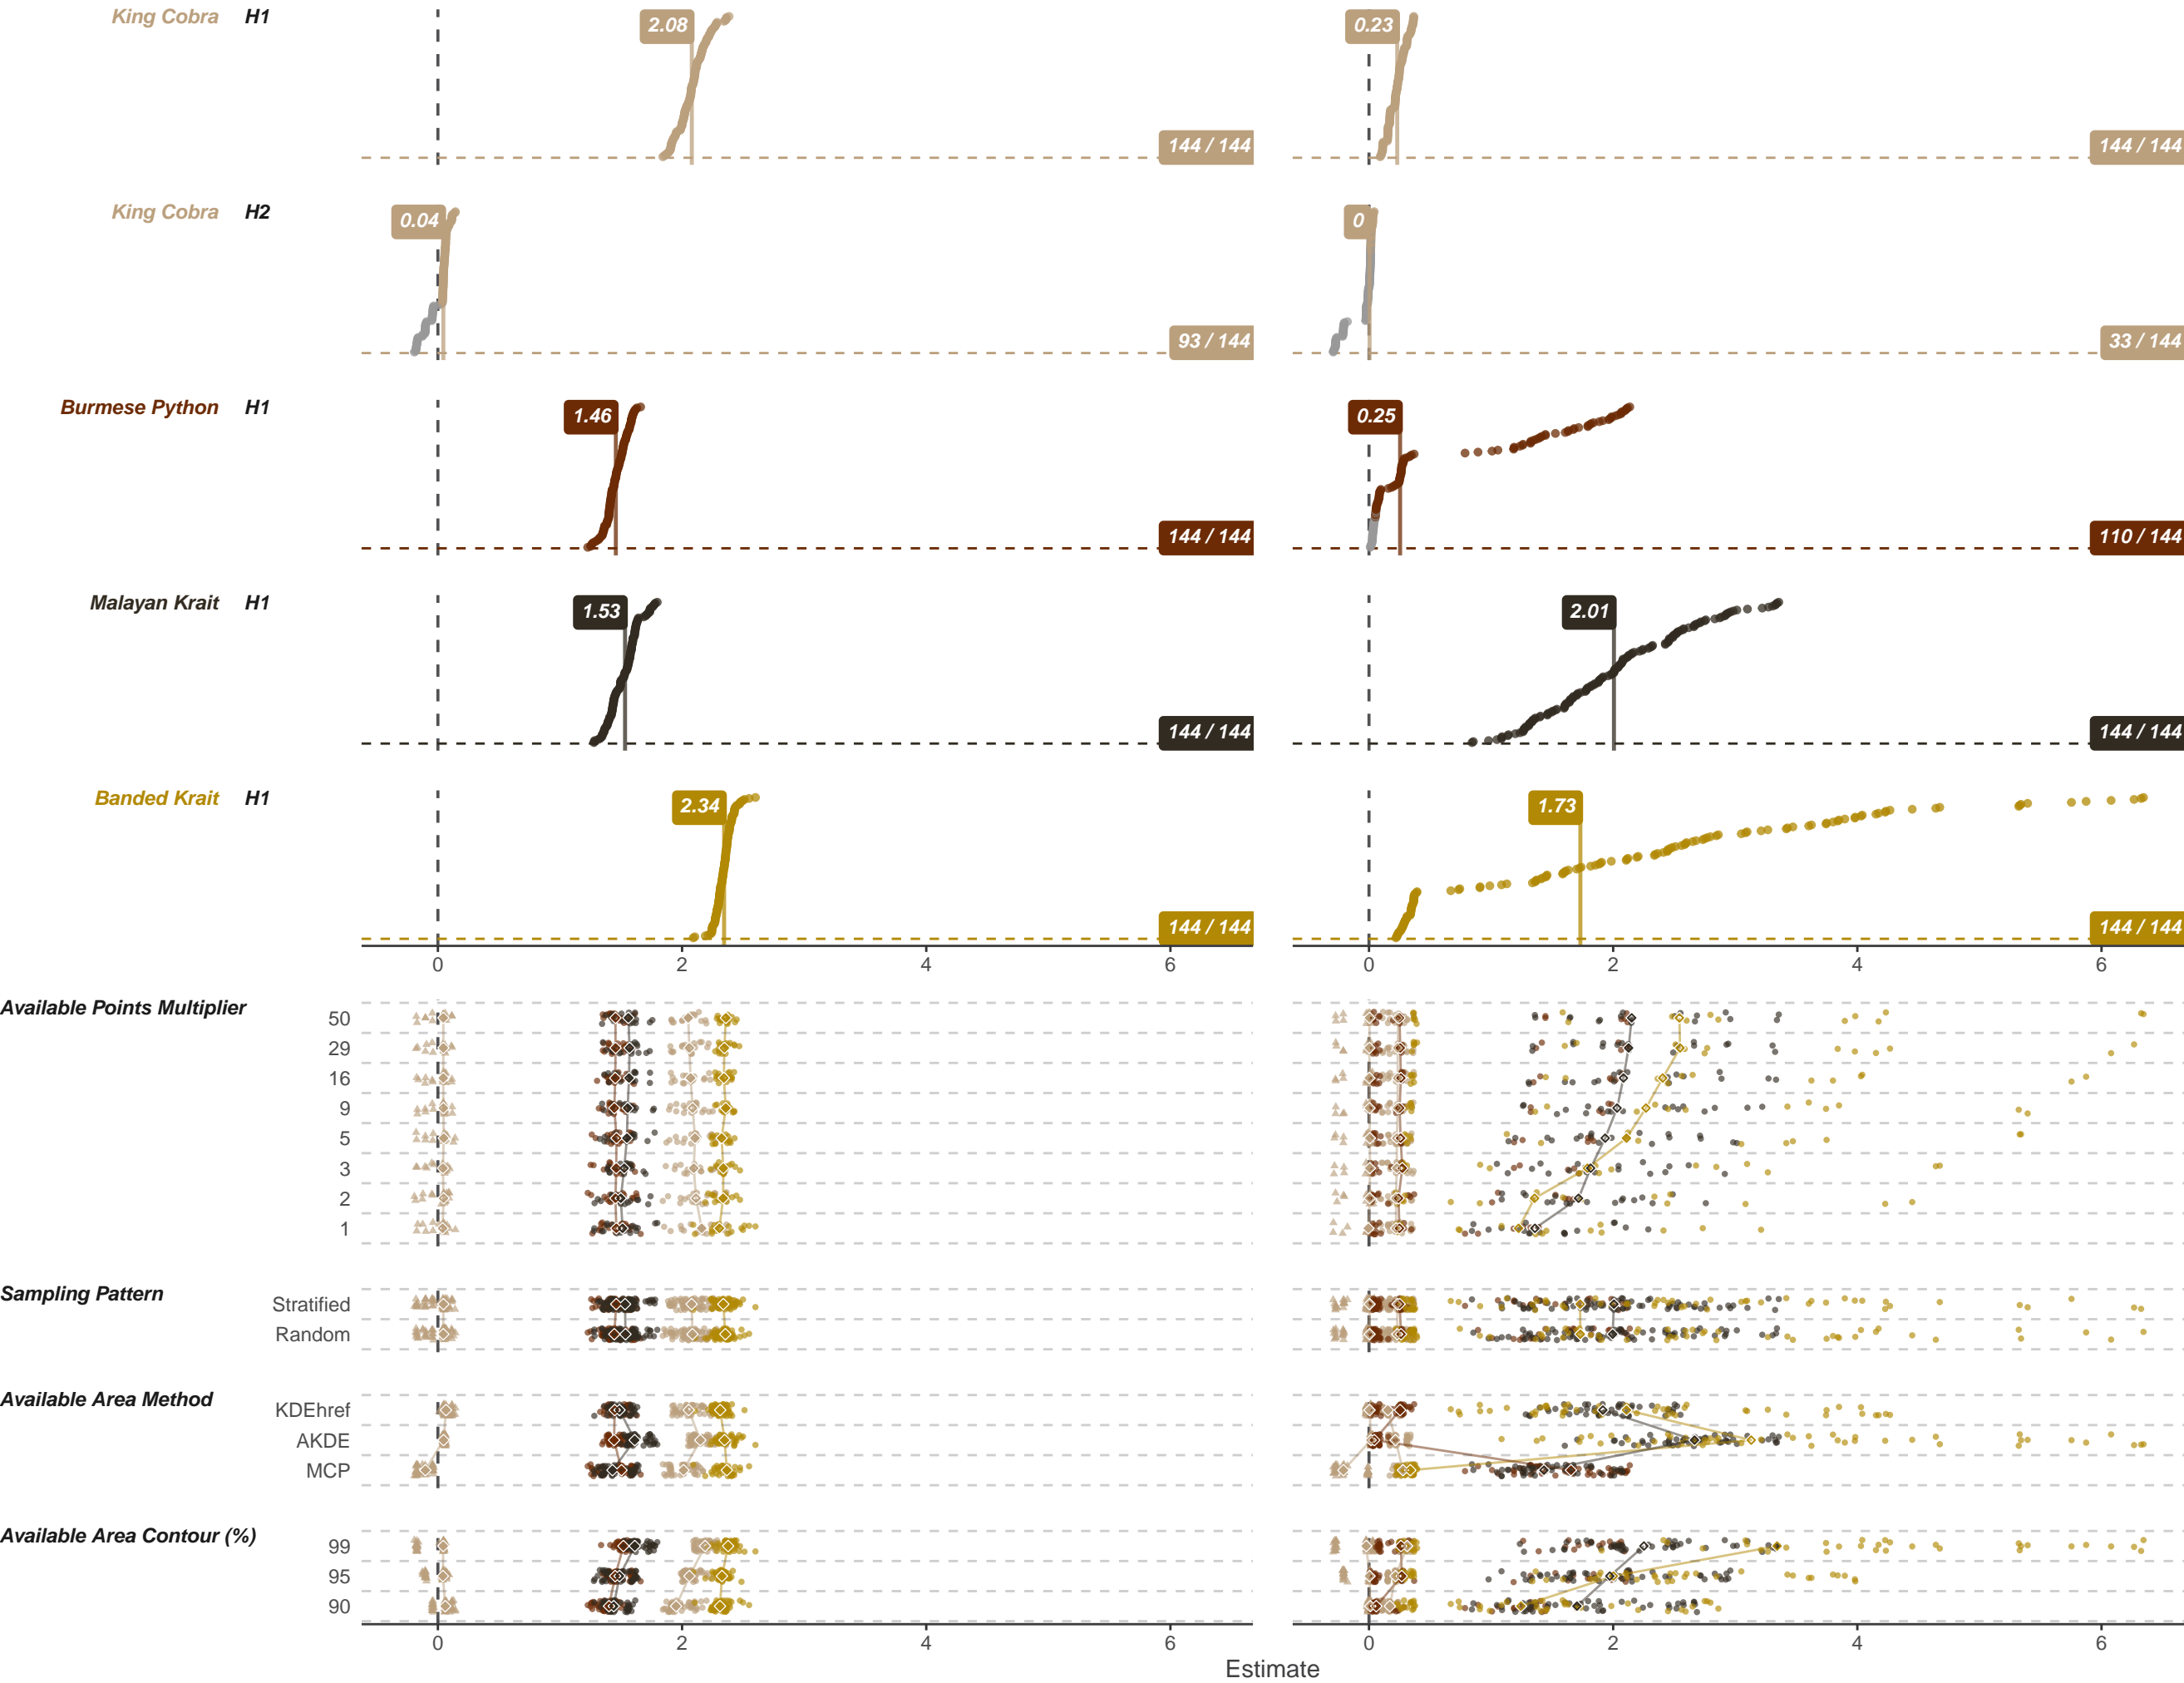 King Cobra H1 2.08 0.23
144 / 144 144 / 144
King Cobra H2 0.04 0
93 / 144 33 / 144
Burmese Python H1 1.46 0.25
144 / 144 110 / 144
Malayan Krait H1 1.53 2.01
144 / 144 144 / 144
Banded Krait H1 2.34 1.73
144 / 144 144 / 144
0 2 4 6 0 2 4 6
Available Points Multiplier
50
29
16
9
5
3
2
1
Sampling Pattern
Stratified
Random
Available Area Method
KDEhref
AKDE
MCP
Available Area Contour (%)
99
95
90
0 2 4 6 0 2 4 6
Estimate